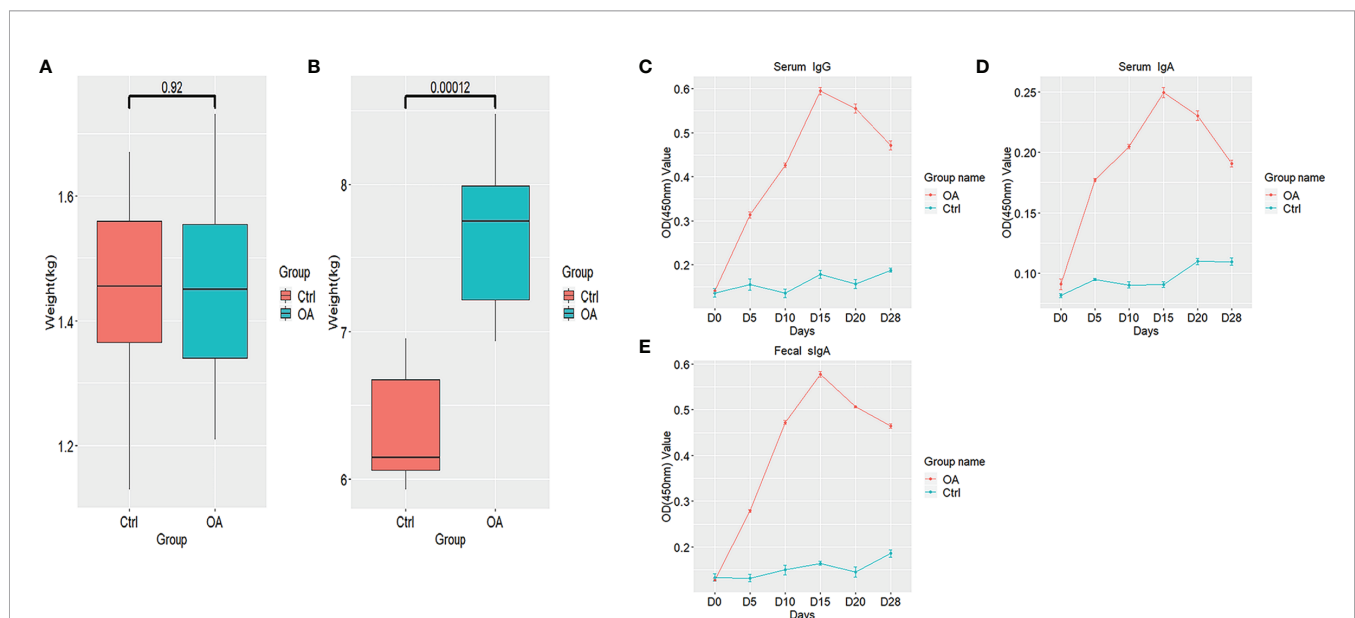 A
0.92
Weight(kg)
1.6
1.4
1.2
Ctrl
OA
Group
Group
Ctrl
OA
B
0.00012
Weight(kg)
8
7
6
Ctrl
OA
Group
Group
Ctrl
OA
C
Serum IgG
OD(450nm) Value
0.6
0.5
0.4
0.3
0.2
D0 D5 D10 D15 D20 D28
Days
Group name
OA
Ctrl
D
Serum IgA
OD(450nm) Value
0.25
0.20
0.15
0.10
D0 D5 D10 D15 D20 D28
Days
Group name
OA
Ctrl
E
Fecal sIgA
OD(450nm) Value
0.6
0.5
0.4
0.3
0.2
D0 D5 D10 D15 D20 D28
Days
Group name
OA
Ctrl